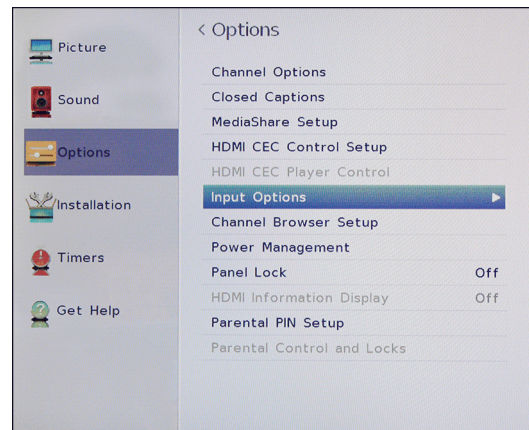 Picture
Sound
Options
Installation
Timers
Get Help
< Options
Channel Options
Closed Captions
MediaShare Setup
HDMI CEC Control Setup
HDMI CEC Player Control
Input Options
Channel Browser Setup
Power Management
Panel Lock Off
HDMI Information Display Off
Parental PIN Setup
Parental Control and Locks